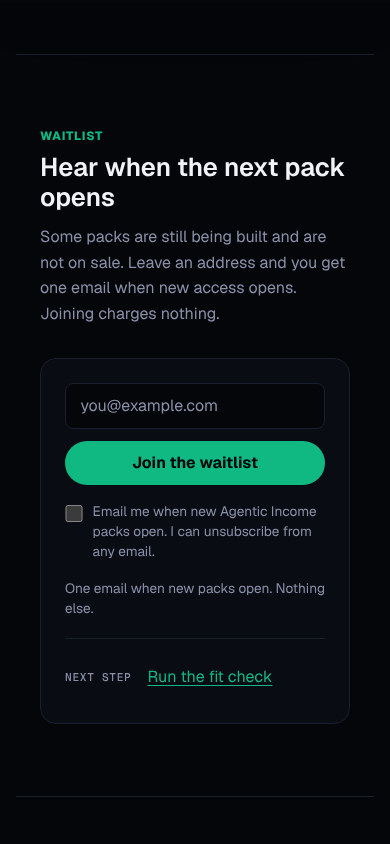 WAITLIST
Hear when the next pack
opens
Some packs are still being built and are
not on sale. Leave an address and you get
one email when new access opens.
Joining charges nothing.
you@example.com
Join the waitlist
Email me when new Agentic Income
packs open. I can unsubscribe from
any email.
One email when new packs open. Nothing
else.
NEXT STEP Run the fit check